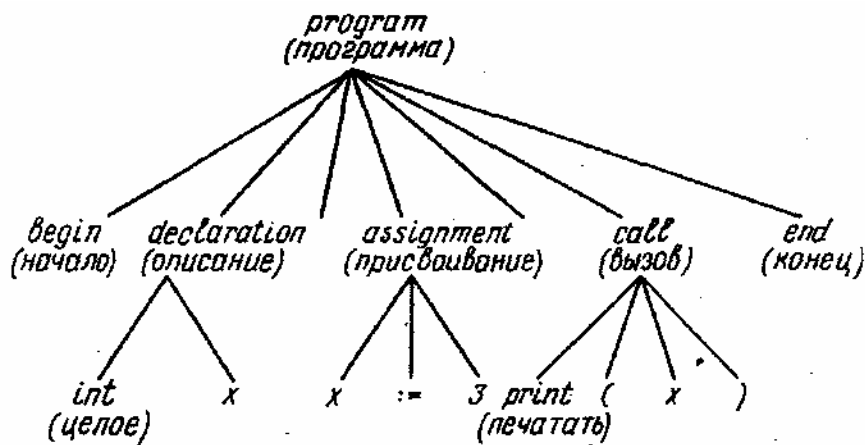 program
(программа)
begin declaration assignment call end
(начало) (описание) (присваивание) (вызов) (конец)
int x x := 3 print ( x )
(целое) (печатать)